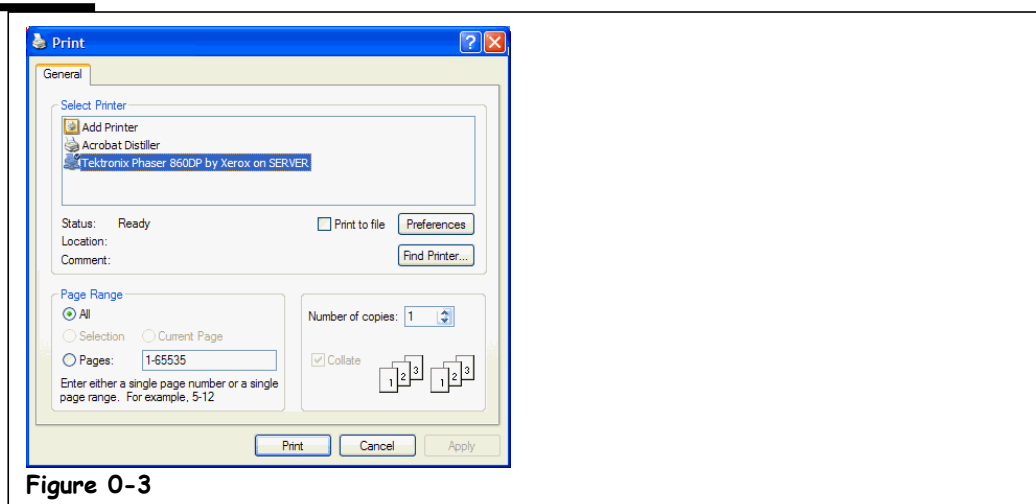 Print
General
Select Printer
Add Printer
Acrobat Distiller
Tektronix Phaser 860DP by Xerox on SERVER
Status: Ready
Print to file
Preferences
Location:
Comment:
Find Printer...
Page Range
All
Selection
Current Page
Pages: 1-65535
Enter either a single page number or a single
page range. For example, 5-12
Number of copies: 1
Collate
1 2 3 1 2 3
Print
Cancel
Apply
Figure 0-3